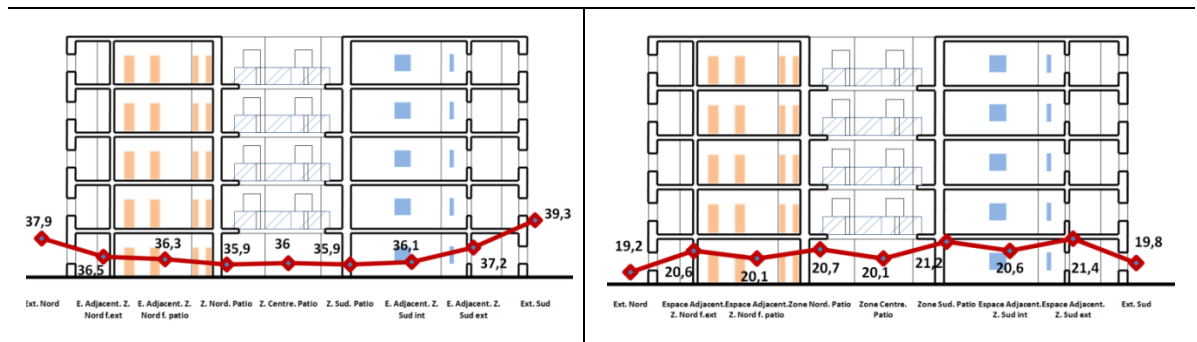 37,9
36,5
36,3
35,9
36
35,9
36,1
37,2
39,3
Ext. Nord
E. Adjacent. Z. Nord f.ext
E. Adjacent. Z. Nord f. patio
Z. Nord. Patio
Z. Centre. Patio
Z. Sud. Patio
E. Adjacent. Z. Sud int
E. Adjacent. Z. Sud ext
Ext. Sud
19,2
20,6
20,1
20,7
20,1
21,2
20,6
21,4
19,8
Ext. Nord
Espace Adjacent. Z. Nord f.ext
Espace Adjacent. Z. Nord f. patio
Zone Nord. Patio
Zone Centre. Patio
Zone Sud. Patio
Espace Adjacent. Z. Sud int
Espace Adjacent. Z. Sud ext
Ext. Sud